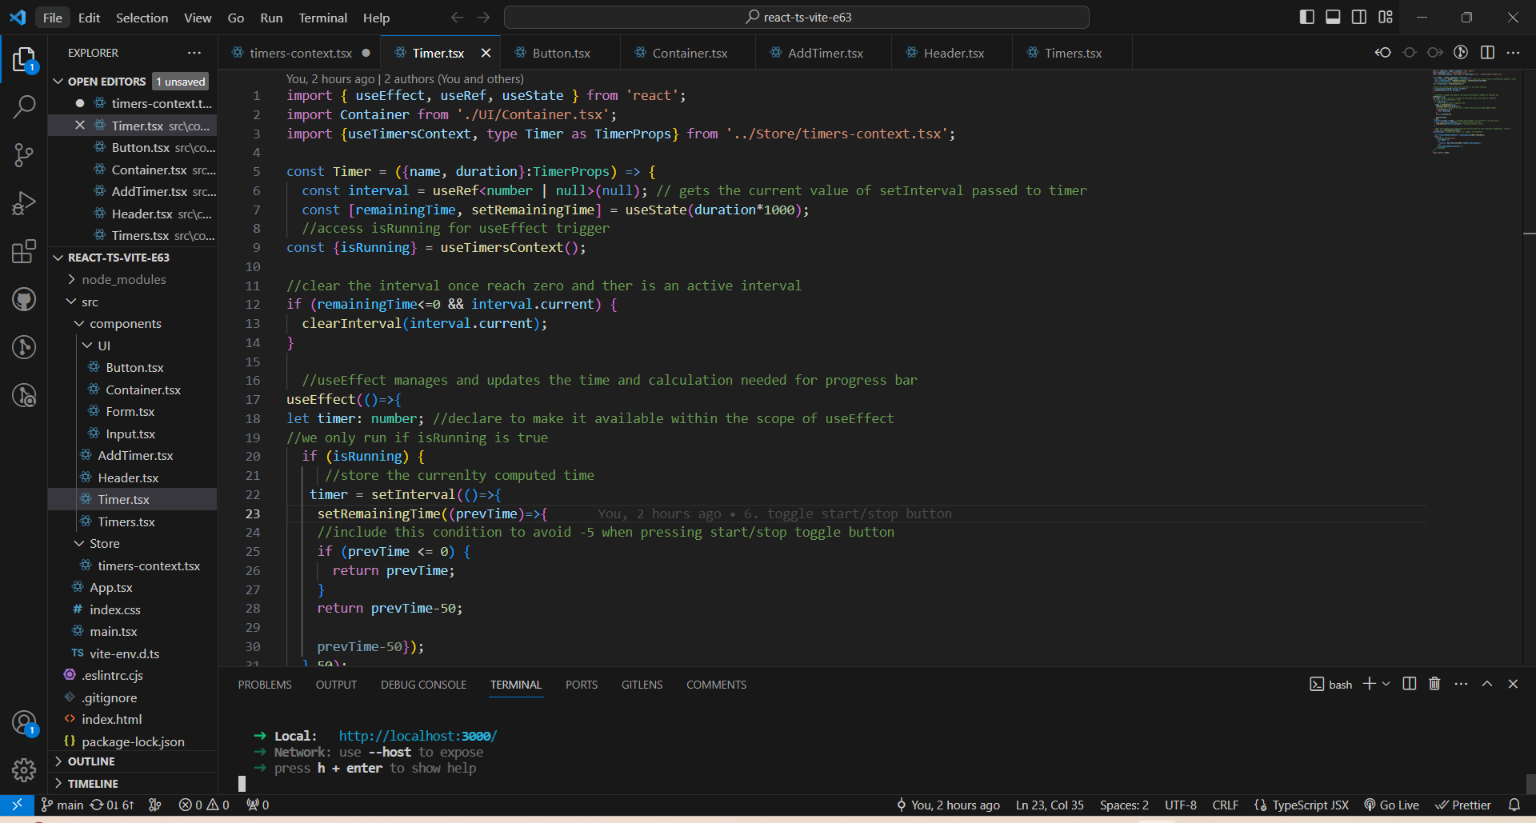 File Edit Selection View Go Run Terminal Help
react-ts-vite-e63
EXPLORER
timers-context.tsx
Timer.tsx
Button.tsx
Container.tsx
AddTimer.tsx
Header.tsx
Timers.tsx
OPEN EDITORS 1 unsaved
timers-context.t...
Timer.tsx src\co...
Button.tsx src\co...
Container.tsx src...
AddTimer.tsx src...
Header.tsx src\c...
Timers.tsx src\co...
REACT-TS-VITE-E63
node_modules
src
components
UI
Button.tsx
Container.tsx
Form.tsx
Input.tsx
AddTimer.tsx
Header.tsx
Timer.tsx
Timers.tsx
Store
timers-context.tsx
App.tsx
# index.css
main.tsx
TS vite-env.d.ts
.eslintrc.cjs
.gitignore
<> index.html
{} package-lock.json
OUTLINE
TIMELINE
You, 2 hours ago | 2 authors (You and others)
1 import { useEffect, useRef, useState } from 'react';
2 import Container from './UI/Container.tsx';
3 import {useTimersContext, type Timer as TimerProps} from '../Store/timers-context.tsx';
4
5 const Timer = ({name, duration}:TimerProps) => {
6 const interval = useRef<number | null>(null); // gets the current value of setInterval passed to timer
7 const [remainingTime, setRemainingTime] = useState(duration*1000);
8 //access isRunning for useEffect trigger
9 const {isRunning} = useTimersContext();
10
11 //clear the interval once reach zero and ther is an active interval
12 if (remainingTime<=0 && interval.current) {
13 clearInterval(interval.current);
14 }
15
16 //useEffect manages and updates the time and calculation needed for progress bar
17 useEffect(()=>{
18 let timer: number; //declare to make it available within the scope of useEffect
19 //we only run if isRunning is true
20 if (isRunning) {
21 //store the currenlty computed time
22 timer = setInterval(()=>{
23 setRemainingTime((prevTime)=>{ You, 2 hours ago • 6. toggle start/stop button
24 //include this condition to avoid -5 when pressing start/stop toggle button
25 if (prevTime <= 0) {
26 return prevTime;
27 }
28 return prevTime-50;
29
30 prevTime-50});
31 },50);
PROBLEMS OUTPUT DEBUG CONSOLE TERMINAL PORTS GITLENS COMMENTS
bash
→ Local: http://localhost:3000/
→ Network: use --host to expose
→ press h + enter to show help
1
1
main 0↓ 6↑ 0 0 0
You, 2 hours ago Ln 23, Col 35 Spaces: 2 UTF-8 CRLF {} TypeScript JSX Go Live Prettier